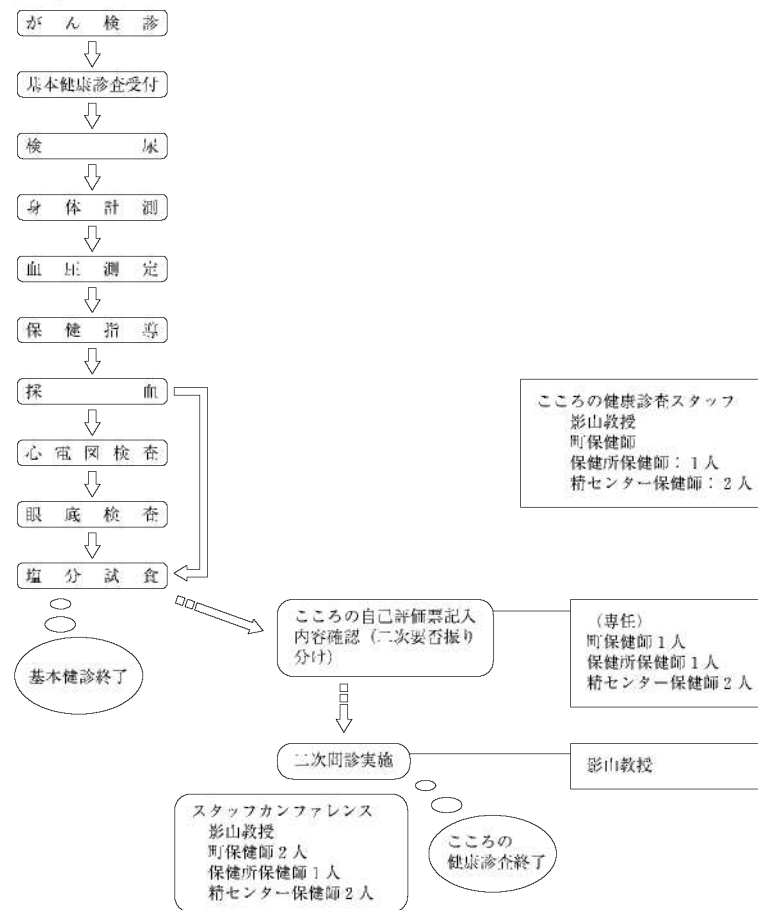 がん検診
基本健康診査受付
検尿
身体計測
血圧測定
保健指導
採血
心電図検査
眼底検査
塩分試食
基本健診終了
こころの健康診査スタッフ
影山教授
町保健師
保健所保健師：1人
精センター保健師：2人
こころの自己評価票記入
内容確認（二次要否振り
分け）
（専任）
町保健師1人
保健所保健師1人
精センター保健師2人
二次問診実施
影山教授
スタッフカンファレンス
影山教授
町保健師2人
保健所保健師1人
精センター保健師2人
こころの
健康診査終了